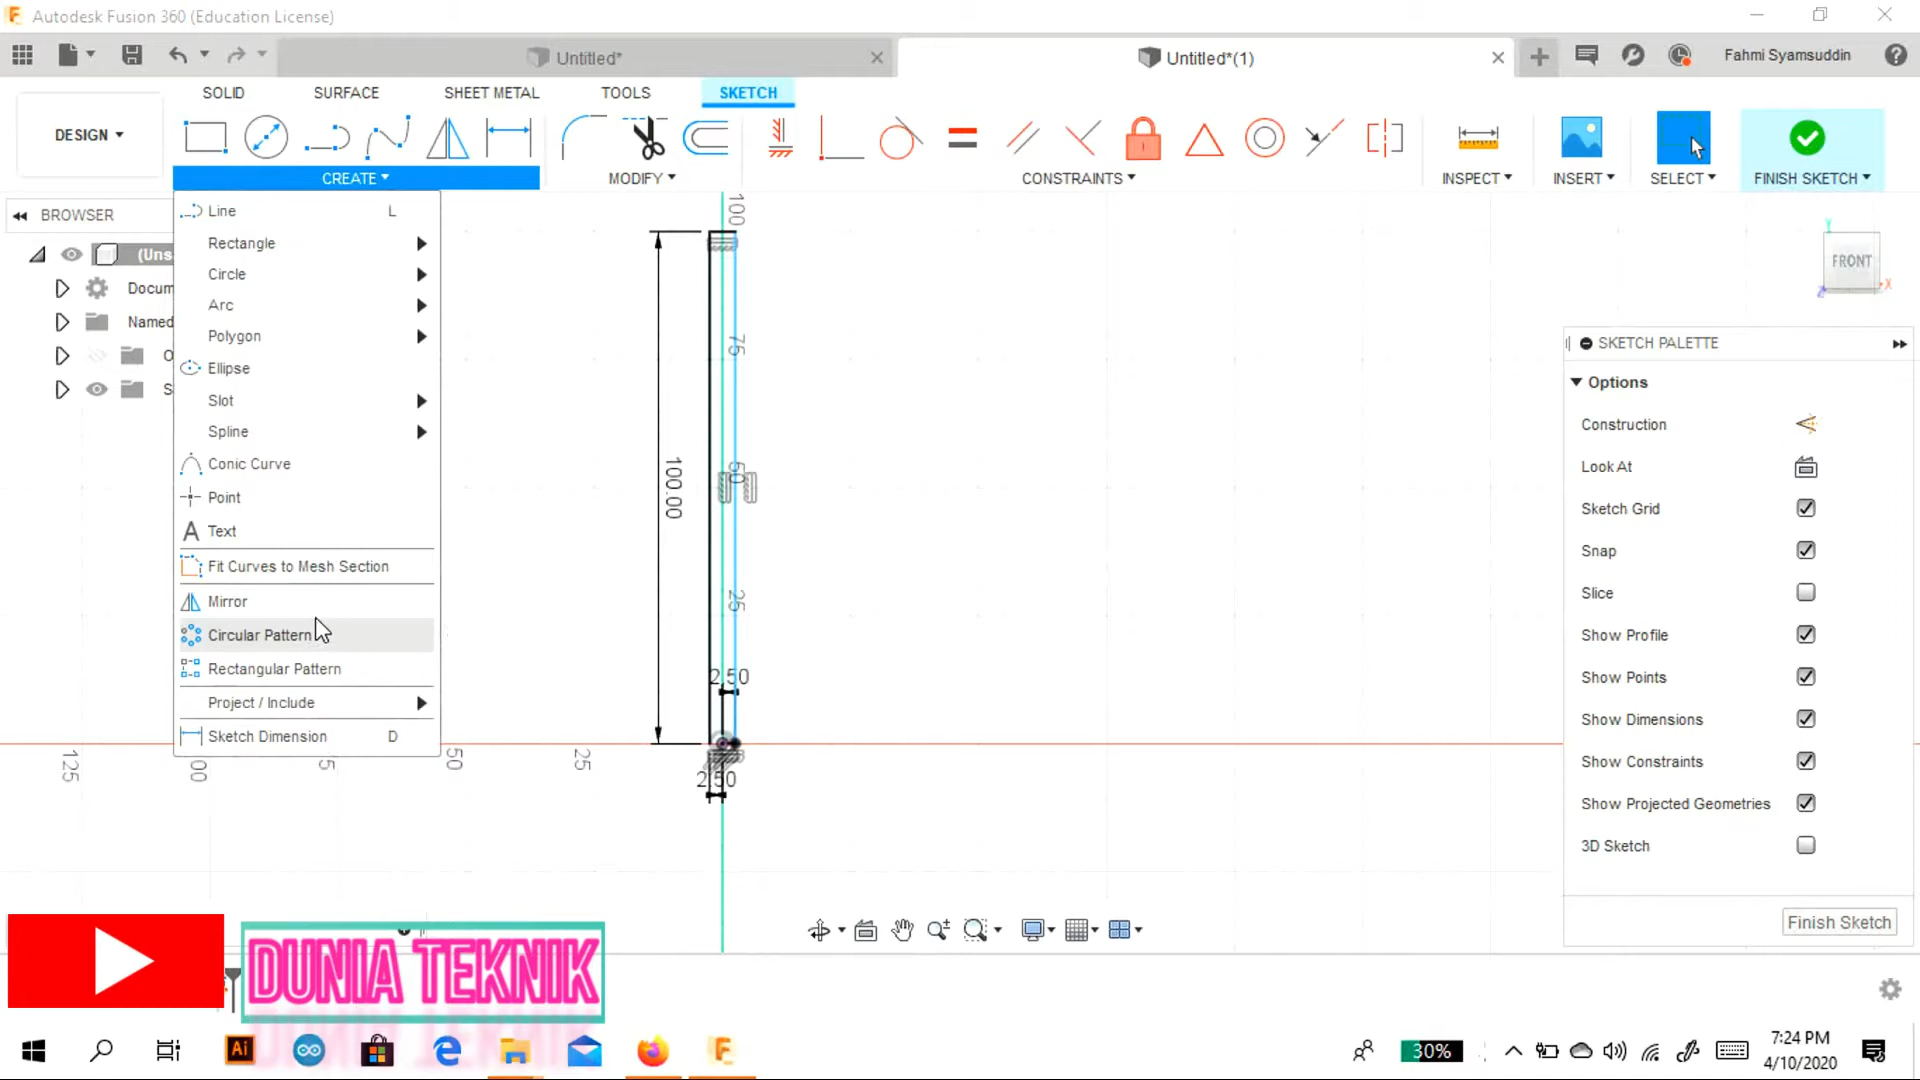 Autodesk Fusion 360 (Education License)
Untitled*
Untitled*(1)
Fahmi Syamsuddin
SOLID
SURFACE
SHEET METAL
TOOLS
SKETCH
DESIGN
CREATE
MODIFY
CONSTRAINTS
INSPECT
INSERT
SELECT
FINISH SKETCH
BROWSER
(Uns
Docum
Named
O
S
Line L
Rectangle
Circle
Arc
Polygon
Ellipse
Slot
Spline
Conic Curve
Point
Text
Fit Curves to Mesh Section
Mirror
Circular Pattern
Rectangular Pattern
Project / Include
Sketch Dimension D
100
75
50
25
100.00
2.50
2.50
125
00
5
50
25
FRONT
X
SKETCH PALETTE
Options
Construction
Look At
Sketch Grid
Snap
Slice
Show Profile
Show Points
Show Dimensions
Show Constraints
Show Projected Geometries
3D Sketch
Finish Sketch
DUNIA TEKNIK
Ai
30%
7:24 PM
4/10/2020